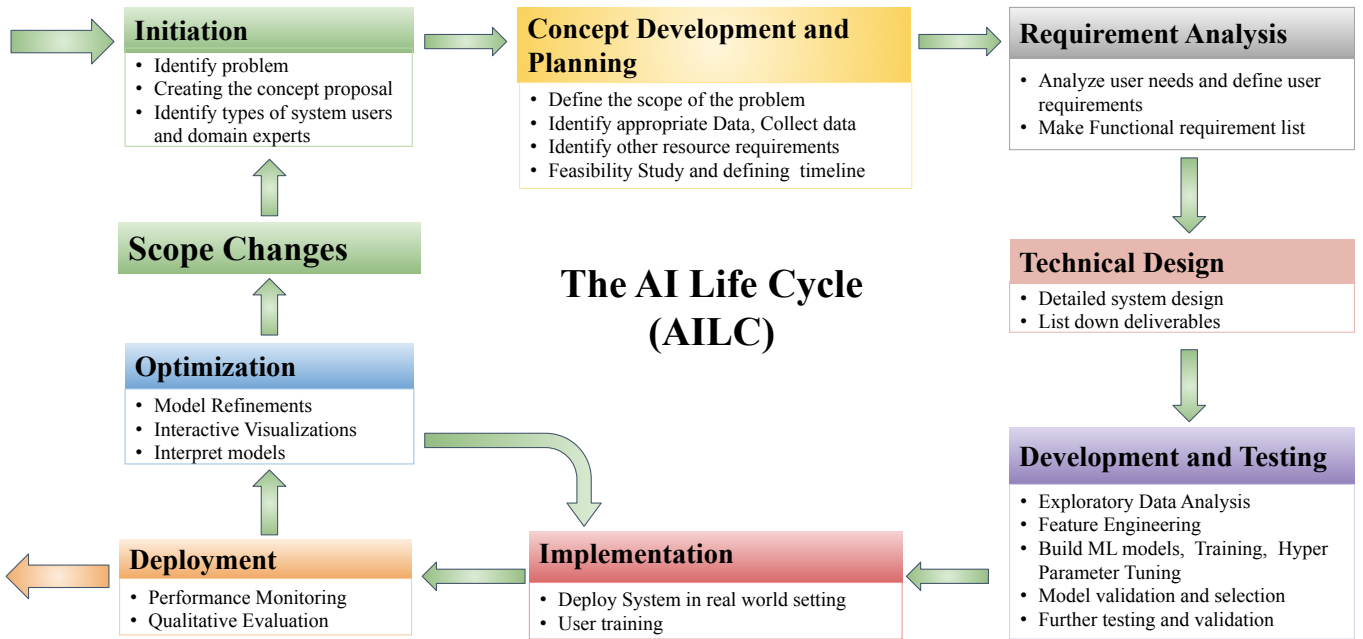 Initiation
• Identify problem
• Creating the concept proposal
• Identify types of system users
and domain experts
Concept Development and
Planning
• Define the scope of the problem
• Identify appropriate Data, Collect data
• Identify other resource requirements
• Feasibility Study and defining timeline
Requirement Analysis
• Analyze user needs and define user
requirements
• Make Functional requirement list
Technical Design
• Detailed system design
• List down deliverables
Development and Testing
• Exploratory Data Analysis
• Feature Engineering
• Build ML models, Training, Hyper
Parameter Tuning
• Model validation and selection
• Further testing and validation
Implementation
• Deploy System in real world setting
• User training
Deployment
• Performance Monitoring
• Qualitative Evaluation
Optimization
• Model Refinements
• Interactive Visualizations
• Interpret models
Scope Changes
The AI Life Cycle
(AILC)